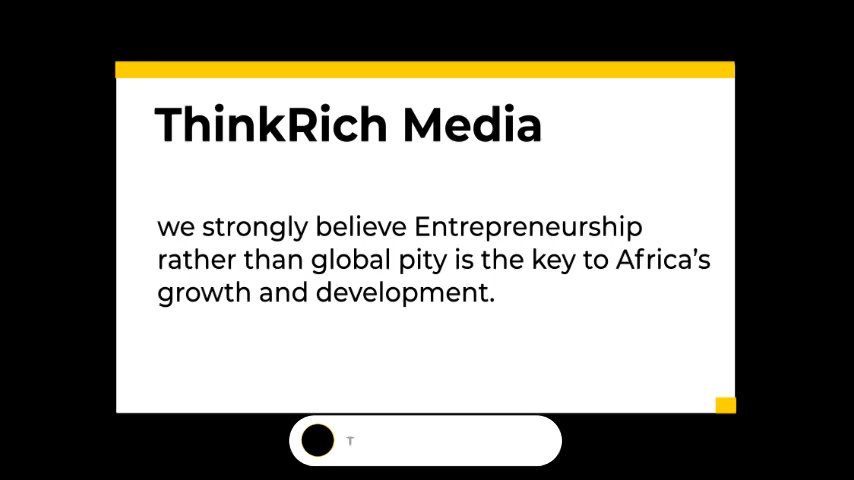 ThinkRich Media
we strongly believe Entrepreneurship
rather than global pity is the key to Africa’s
growth and development.
T